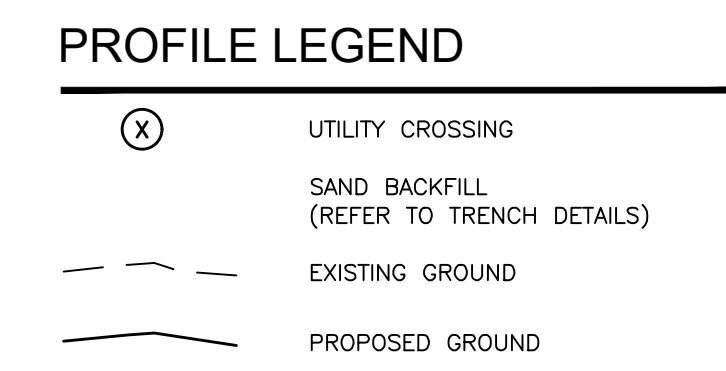 PROFILE LEGEND
X UTILITY CROSSING
SAND BACKFILL
(REFER TO TRENCH DETAILS)
EXISTING GROUND
PROPOSED GROUND